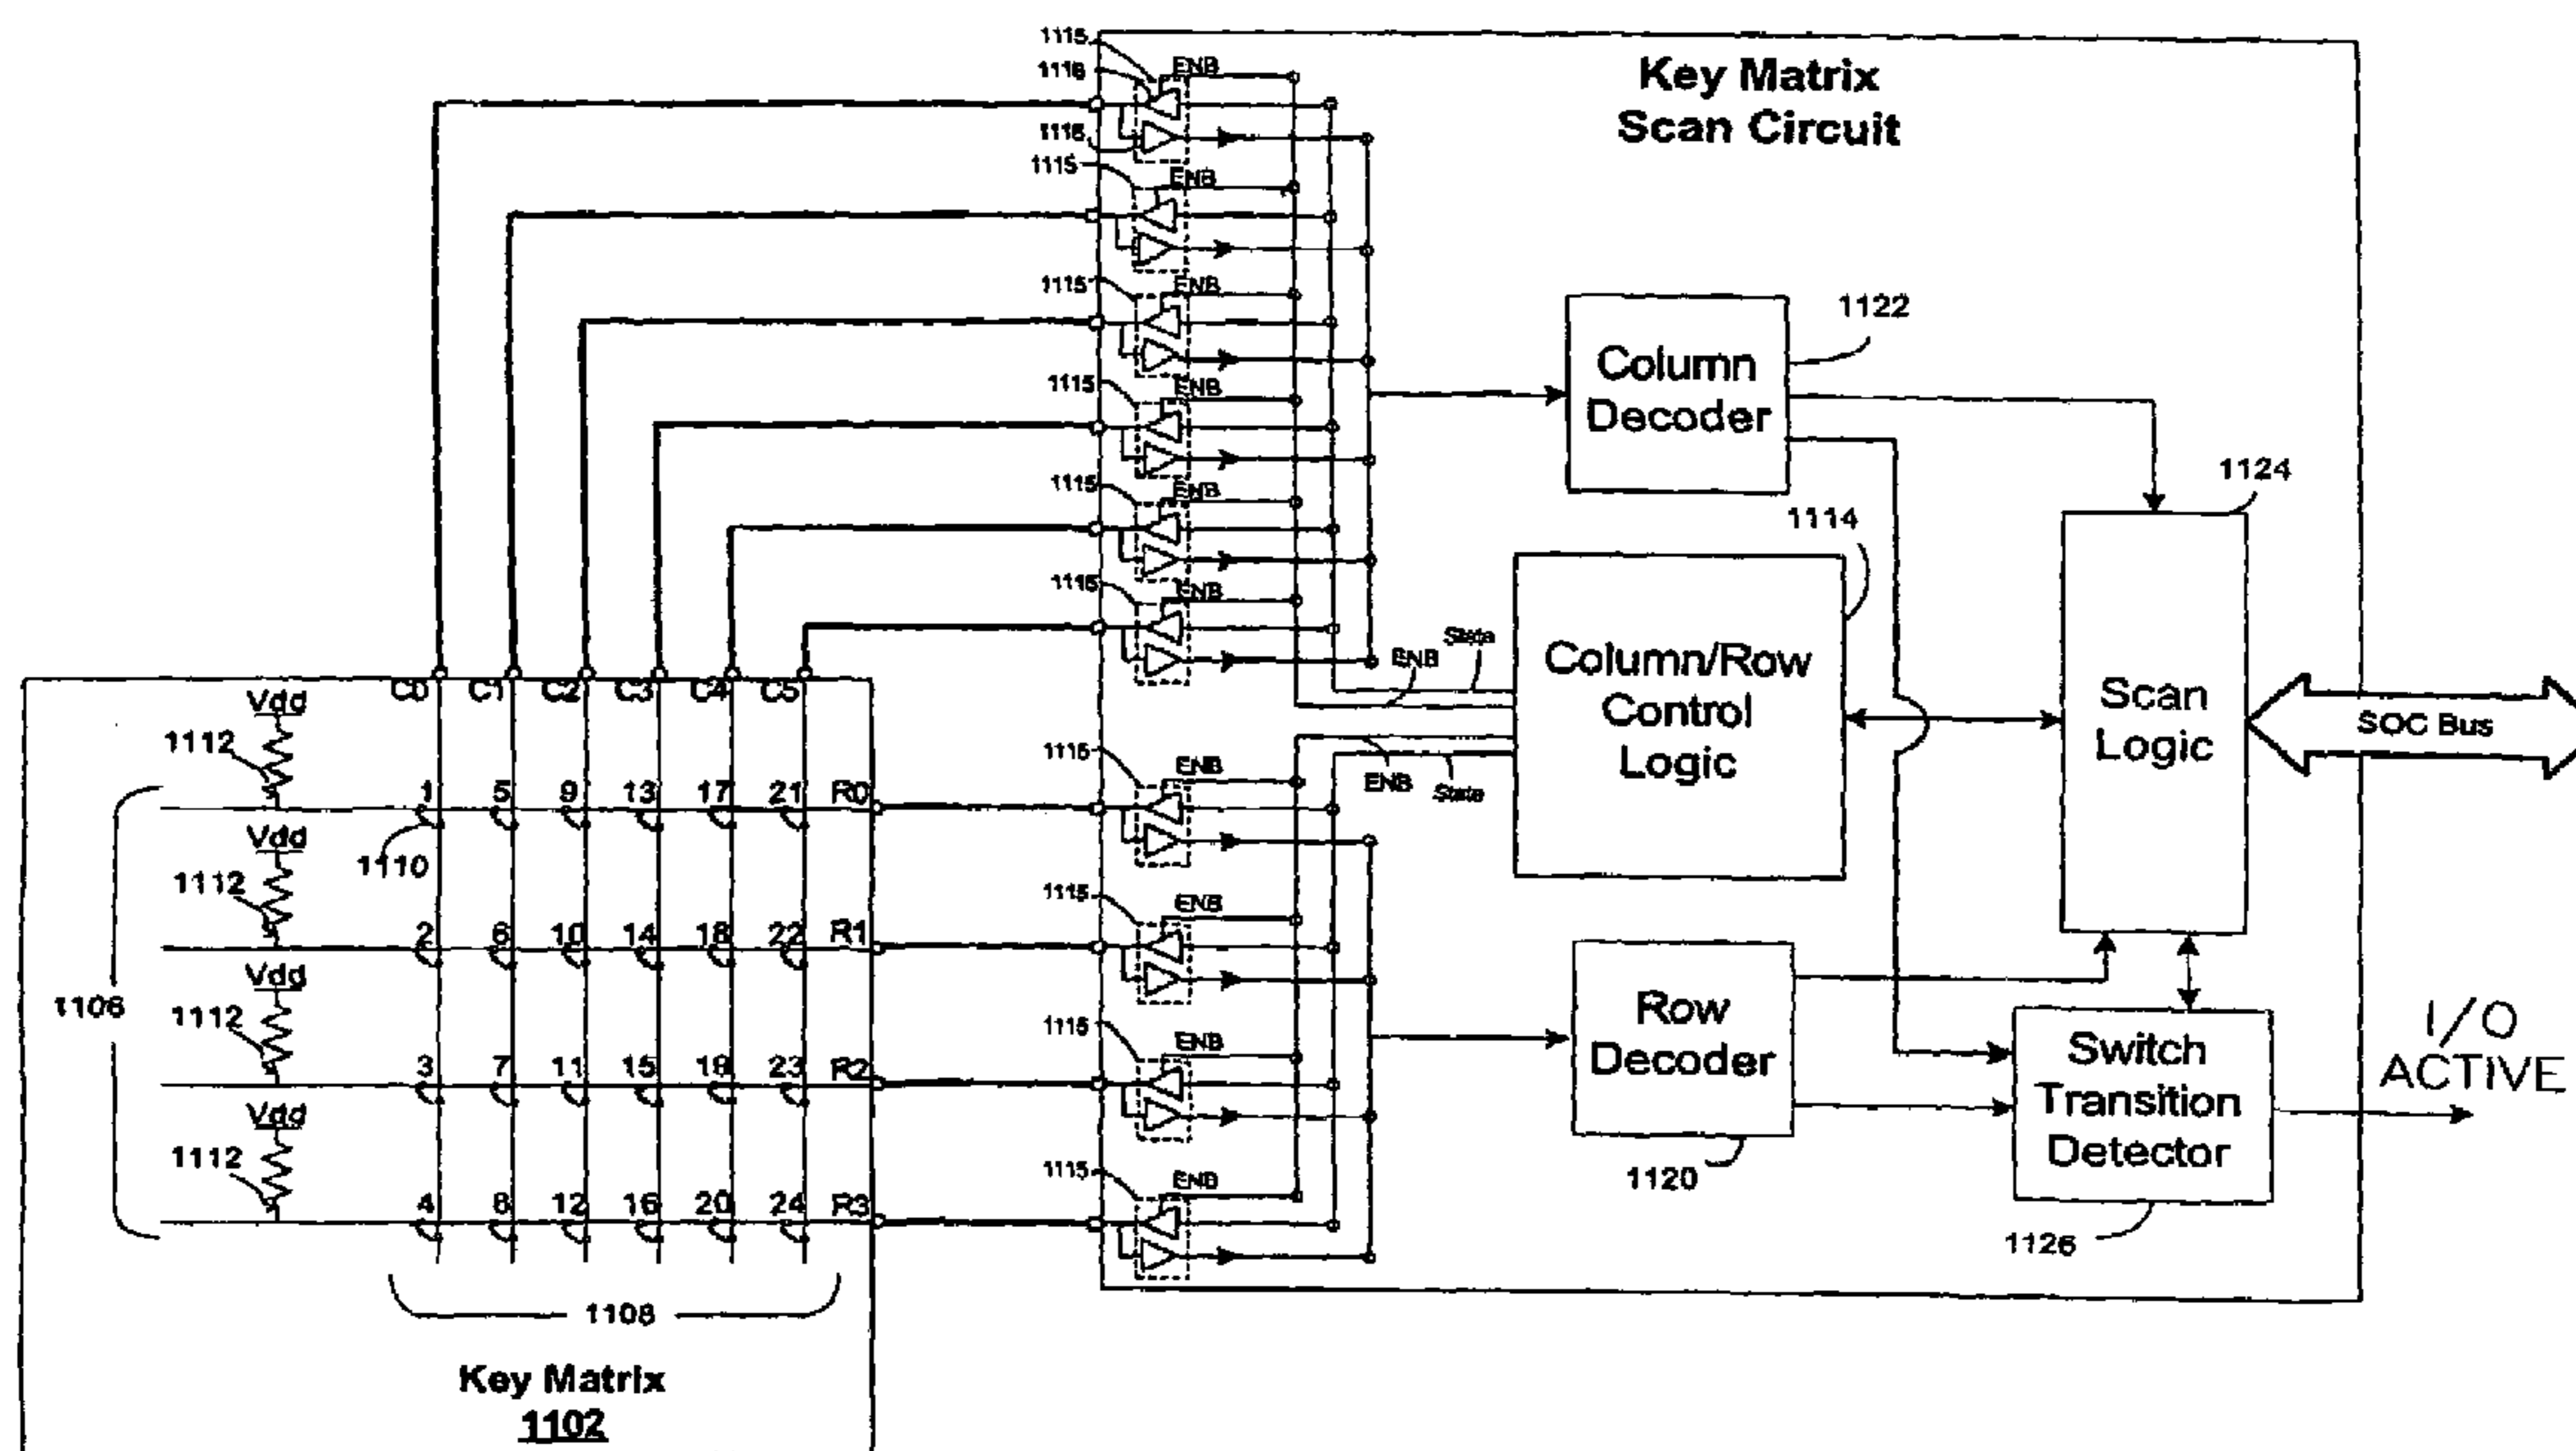 Key Matrix
Scan Circuit
1115
1116
1116
1115
1115
1115
1115
1115
ENB
ENB
ENB
ENB
ENB
ENB
Column
Decoder
1122
1124
1114
Column/Row
Control
Logic
State
ENB
ENB
State
Scan
Logic
SOC Bus
C0 C1 C2 C3 C4 C5
Vdd
1112
1 5 9 13 17 21 R0
1110
Vdd
1112
2 6 10 14 18 22 R1
Vdd
1112
3 7 11 15 19 23 R2
Vdd
1112
4 8 12 16 20 24 R3
1106
1108
Key Matrix
1102
1115
ENB
1115
ENB
1115
ENB
1115
ENB
Row
Decoder
1120
Switch
Transition
Detector
1126
I/O
ACTIVE